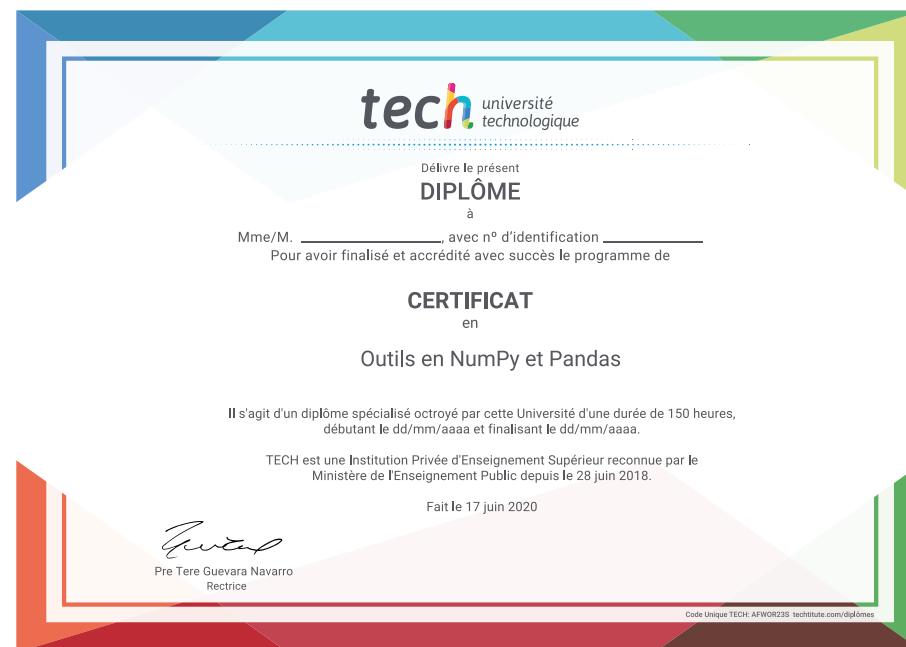 tech université
technologique
Délivre le présent
DIPLÔME
à
Mme/M. ____________________, avec nº d'identification ______________
Pour avoir finalisé et accrédité avec succès le programme de
CERTIFICAT
en
Outils en NumPy et Pandas
Il s'agit d'un diplôme spécialisé octroyé par cette Université d'une durée de 150 heures,
débutant le dd/mm/aaaa et finalisant le dd/mm/aaaa.
TECH est une Institution Privée d'Enseignement Supérieur reconnue par le
Ministère de l'Enseignement Public depuis le 28 juin 2018.
Fait le 17 juin 2020
Pre Tere Guevara Navarro
Rectrice
Code Unique TECH: AFWOR23S techtitute.com/diplômes